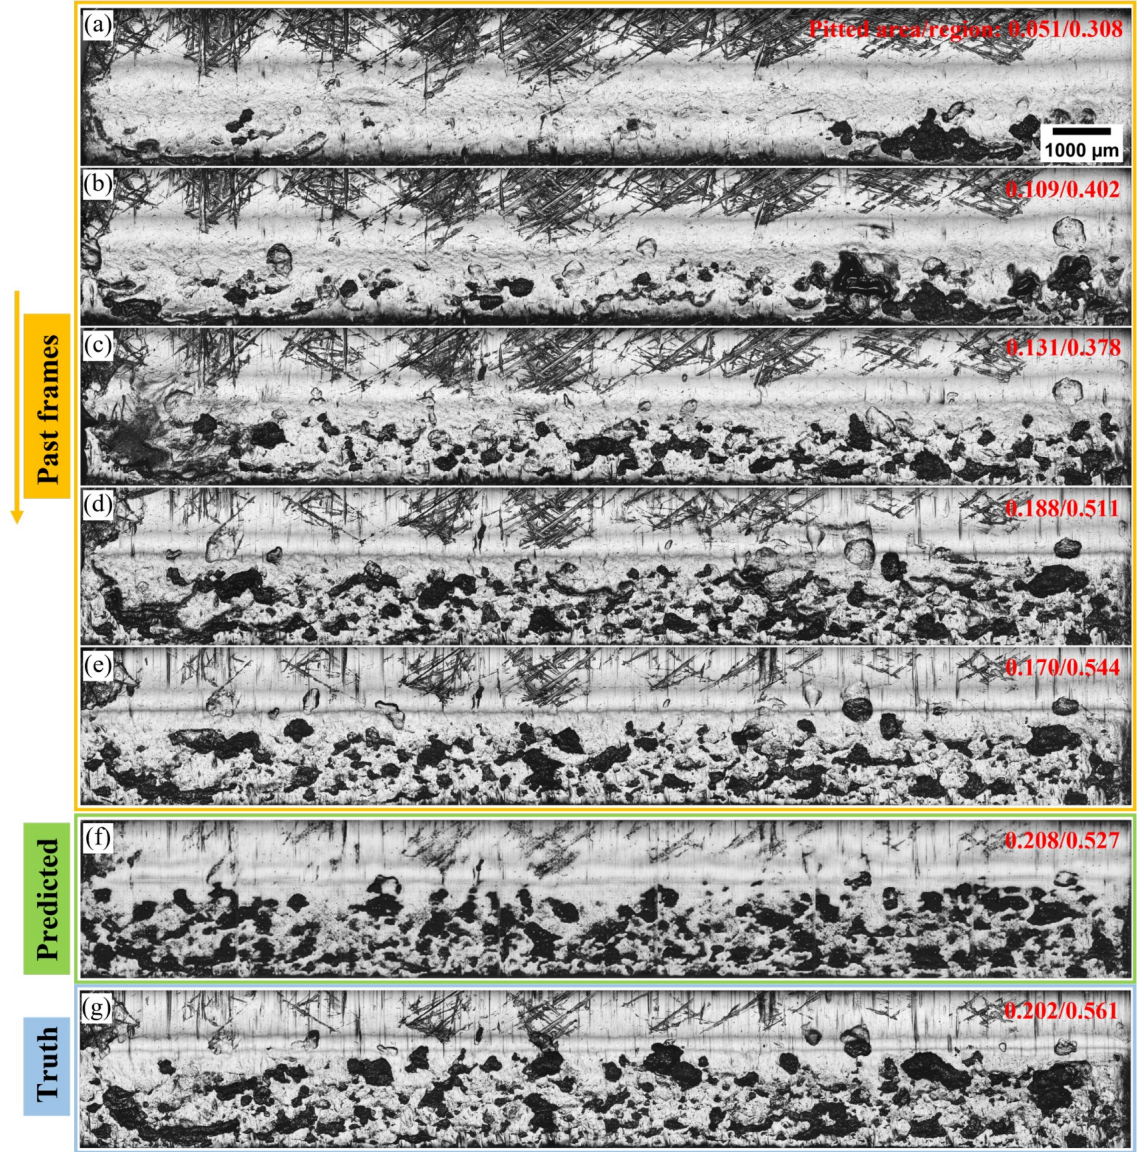 (a)
Pitted area/region: 0.051/0.308
1000 μm
(b)
0.109/0.402
(c)
0.131/0.378
Past frames
(d)
0.188/0.511
(e)
0.170/0.544
(f)
0.208/0.527
Predicted
(g)
0.202/0.561
Truth